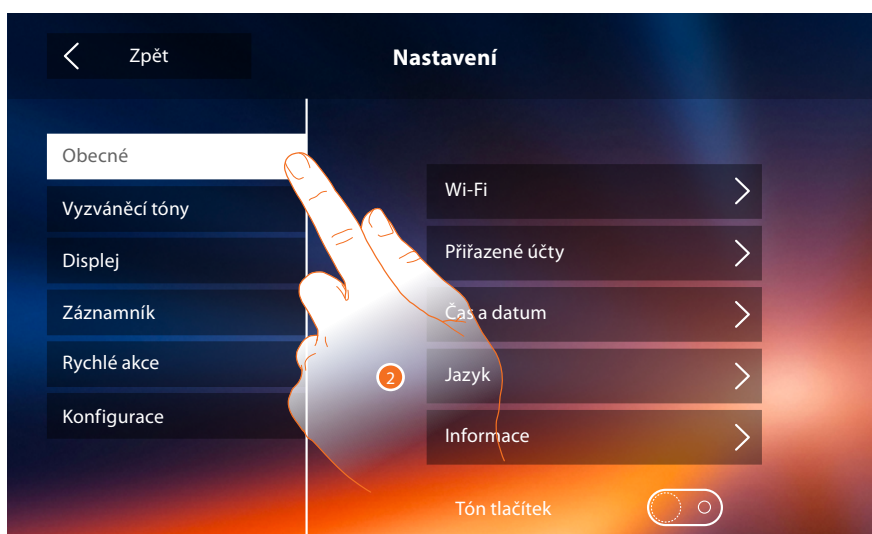 Zpět
Nastavení
Obecné
Vyzváněcí tóny
Displej
Záznamník
Rychlé akce
Konfigurace
Wi-Fi
Přiřazené účty
Čas a datum
2
Jazyk
Informace
Tón tlačítek